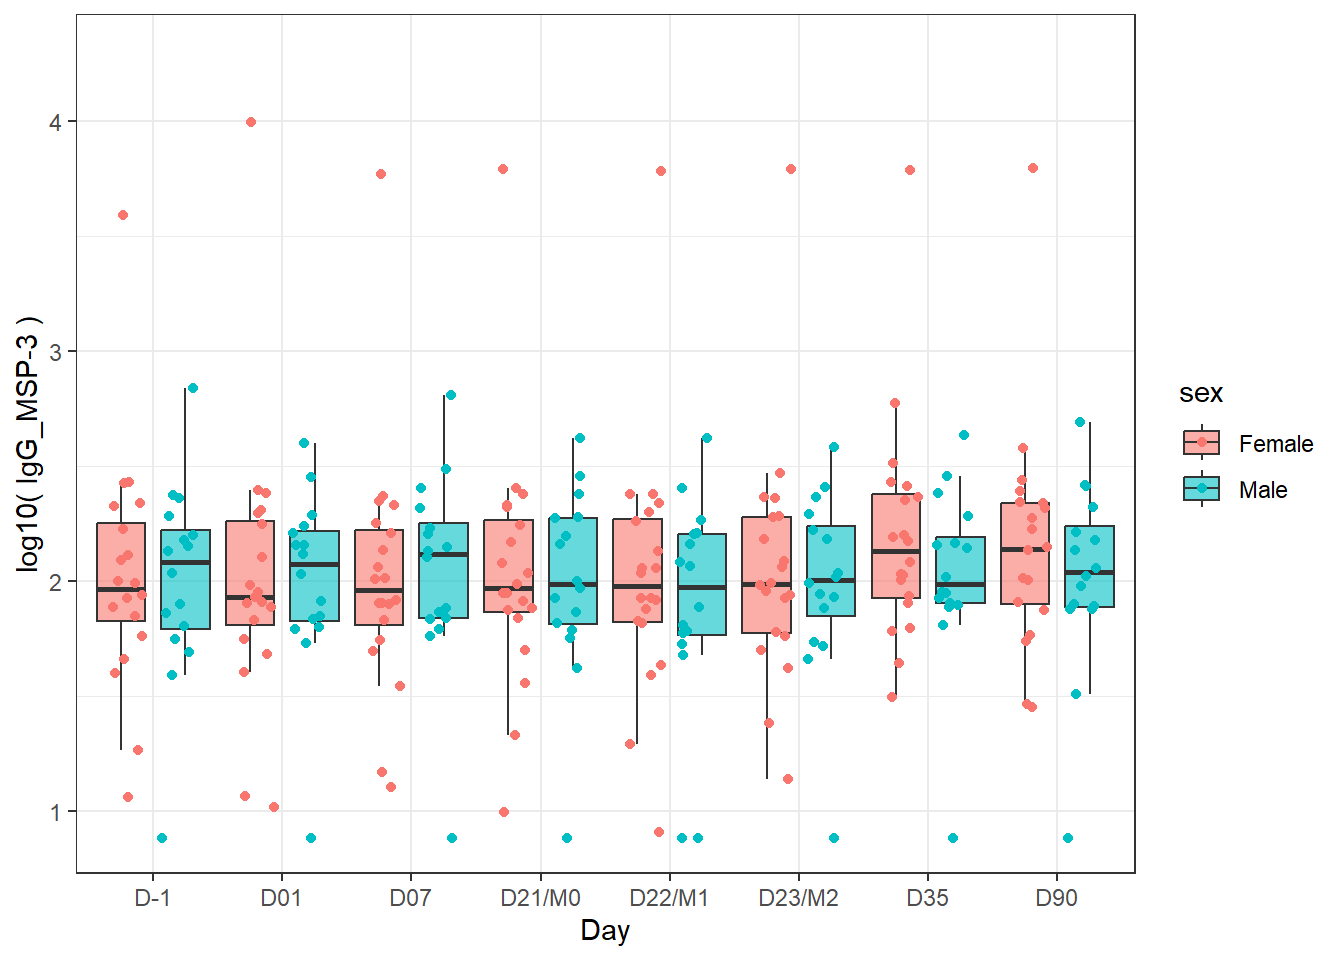 4
3
2
1
log10( IgG_MSP-3 )
D-1 D01 D07 D21/M0 D22/M1 D23/M2 D35 D90
Day
sex
Female
Male